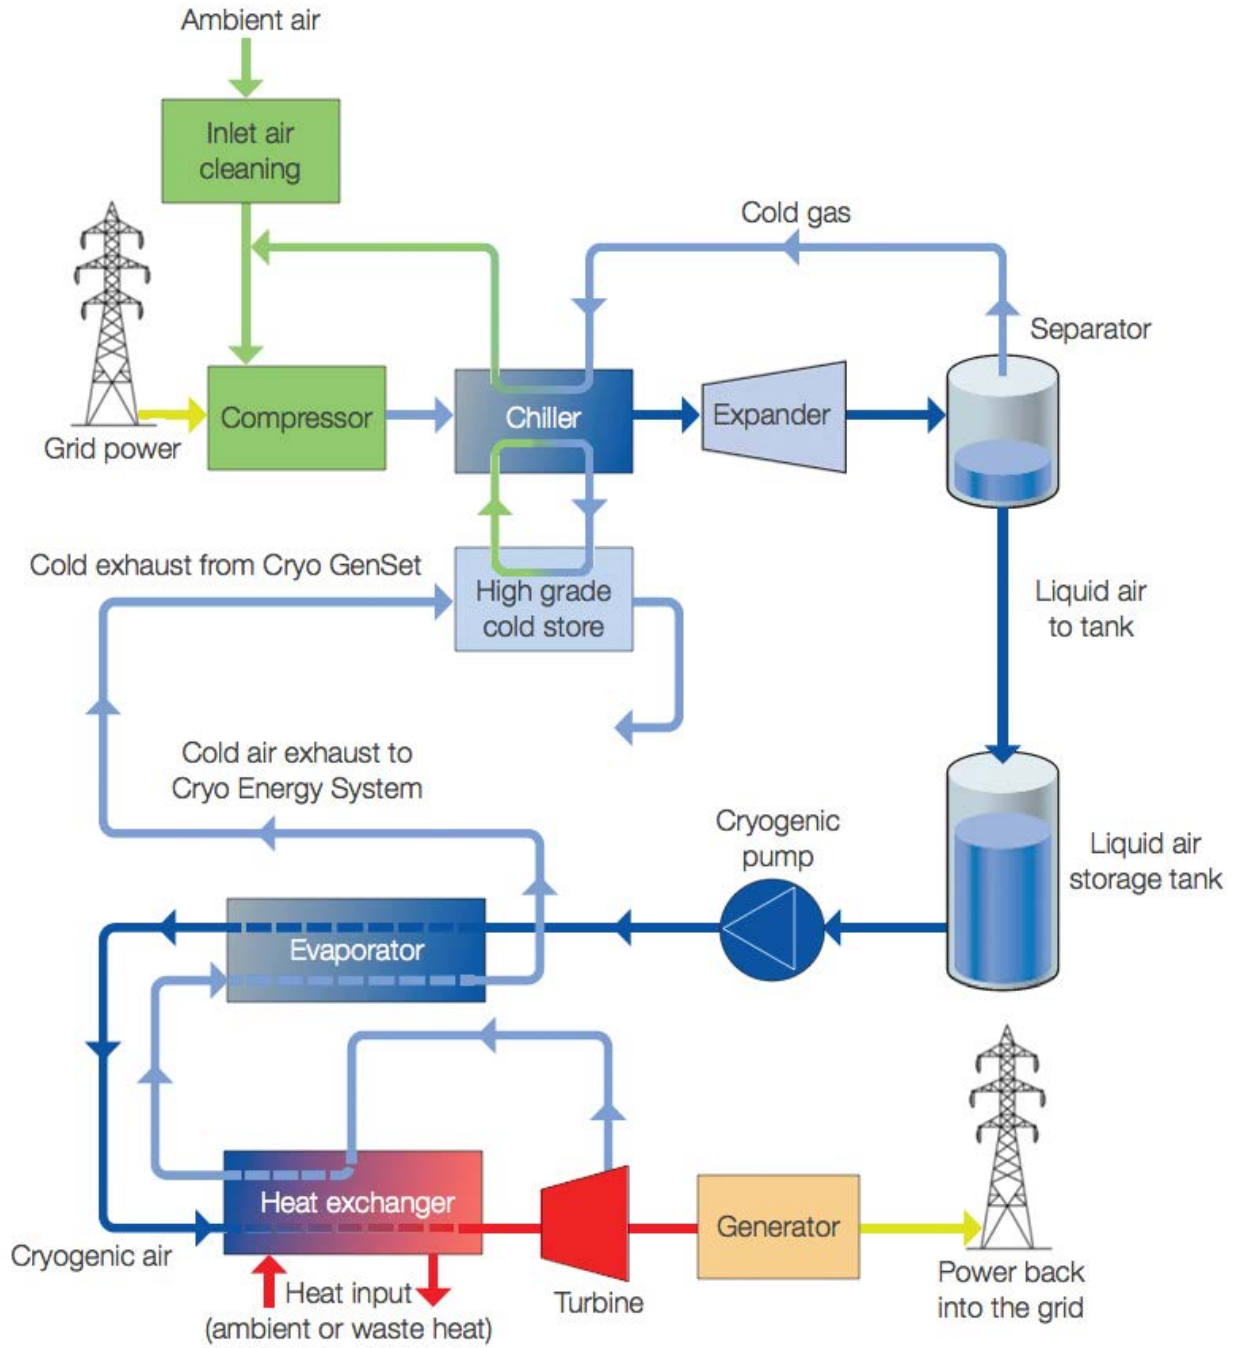 Ambient air
Inlet air
cleaning
Cold gas
Separator
Compressor
Chiller
Expander
Grid power
Cold exhaust from Cryo GenSet
High grade
cold store
Liquid air
to tank
Cold air exhaust to
Cryo Energy System
Cryogenic
pump
Liquid air
storage tank
Evaporator
Heat exchanger
Generator
Cryogenic air
Heat input
(ambient or waste heat)
Turbine
Power back
into the grid